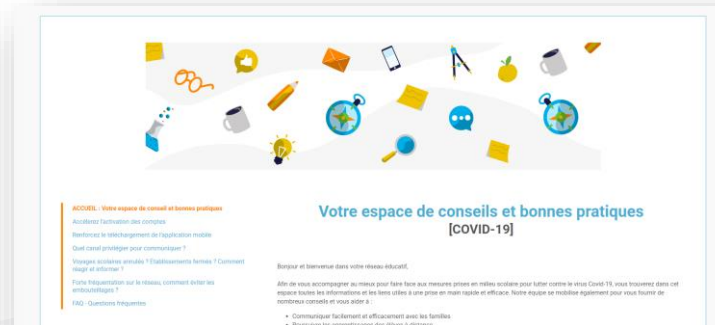 ACCUEIL : Votre espace de conseil et bonnes pratiques
Accélérez l'activation des comptes
Renforcez le téléchargement de l'application mobile
Quel canal privilégier pour communiquer ?
Voyages scolaires annulés ? Etablissements fermés ? Comment
réagir et informer ?
Forte fréquentation sur le réseau, comment éviter les
embouteillages ?
FAQ - Questions fréquentes
Votre espace de conseils et bonnes pratiques
[COVID-19]
Bonjour et bienvenue dans votre réseau éducatif,
Afin de vous accompagner au mieux pour faire face aux mesures prises en milieu scolaire pour lutter contre le virus Covid-19, vous trouverez dans cet
espace toutes les informations et les liens utiles à une prise en main rapide et efficace. Notre équipe se mobilise également pour vous fournir de
nombreux conseils et vous aider à :
Communiquer facilement et efficacement avec les familles
Poursuivre les apprentissages des élèves à distance